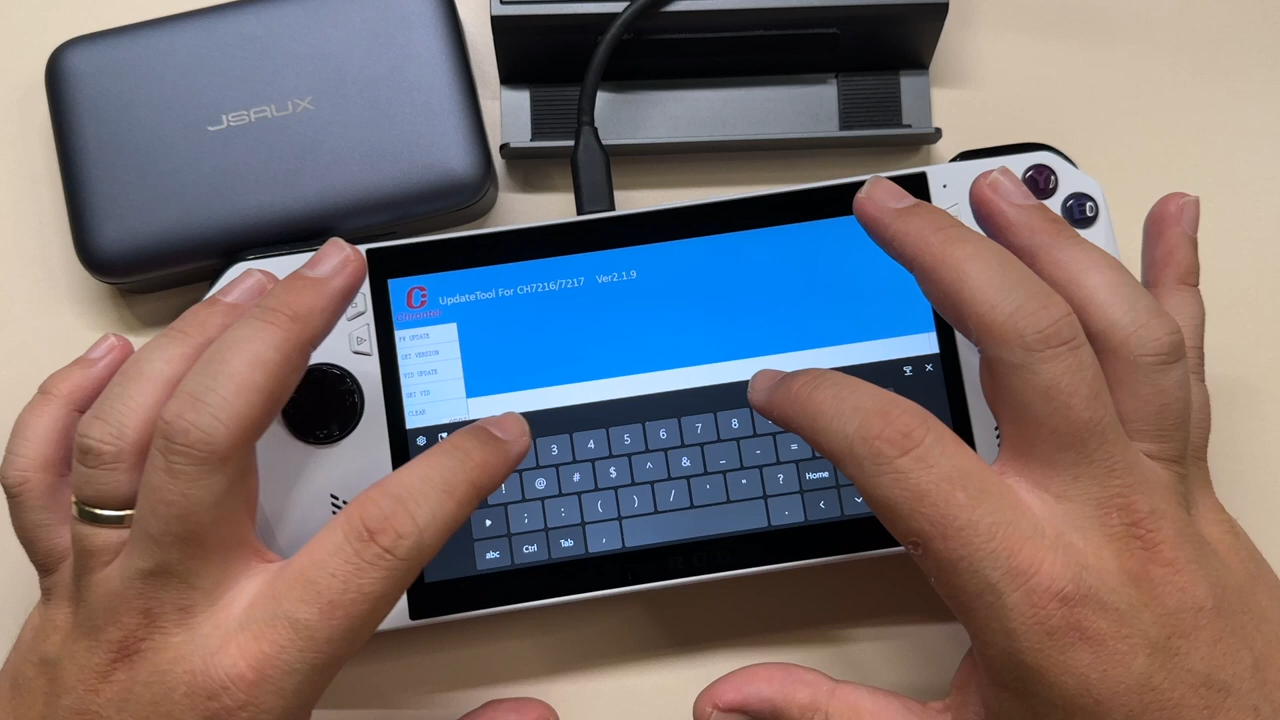 JSAUX
Y
UpdateTool For CH7216/7217 Ver2.1.9
Chrontel
FW UPDATE
GET VERSION
VID UPDATE
GET VID
CLEAR
3 4 5 6 7 8
! @ # $ ^ & _ - =
; : ( ) / ' " ? Home
abc Ctrl Tab , . <